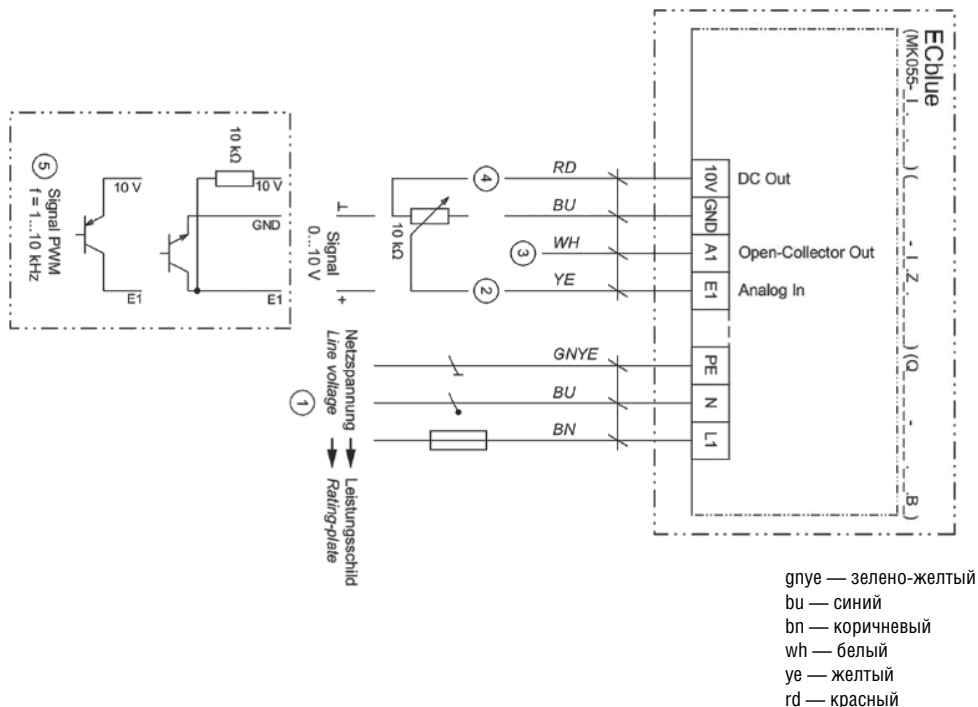 ECblue
(MK055-_I_._._._)(_._._-_I_Z_._._)(Q_._-_._._B_)
10V
DC Out
GND
A1
Open-Collector Out
E1
Analog In
PE
N
L1
RD
BU
WH
YE
GNYE
BU
BN
4
3
2
10 kΩ
⊥
Signal
0...10 V
+
1
Netzspannung
Line voltage
Leistungsschild
Rating-plate
10 kΩ
10 V
GND
E1
10 V
E1
5
Signal PWM
f = 1...10 kHz
gnye — зелено-желтый
bu — синий
bn — коричневый
wh — белый
ye — желтый
rd — красный